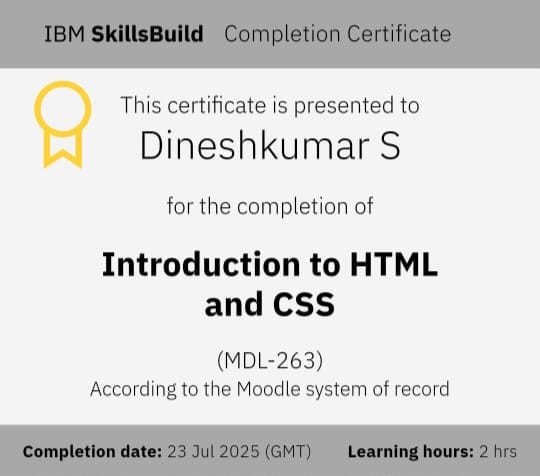 IBM SkillsBuild Completion Certificate
This certificate is presented to
Dineshkumar S
for the completion of
Introduction to HTML
and CSS
(MDL-263)
According to the Moodle system of record
Completion date: 23 Jul 2025 (GMT) Learning hours: 2 hrs